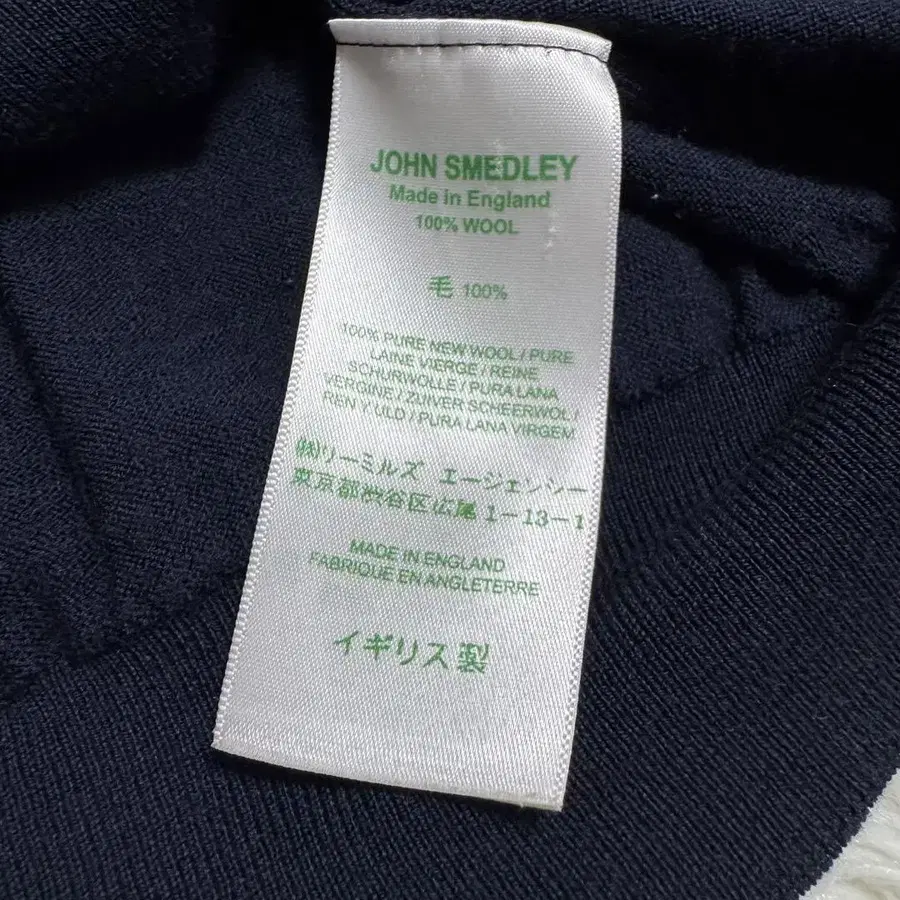 JOHN SMEDLEY
Made in England
100% WOOL
毛 100%
100% PURE NEW WOOL / PURE
LAINE VIERGE / REINE
SCHURWOLLE / PURA LANA
VERGINE / ZUIVER SCHEERWOL /
REN Y ULD / PURA LANA VIRGEM
㈱リーミルズ エージェンシー
東京都渋谷区広尾 1-13-1
MADE IN ENGLAND
FABRIQUE EN ANGLETERRE
イギリス製